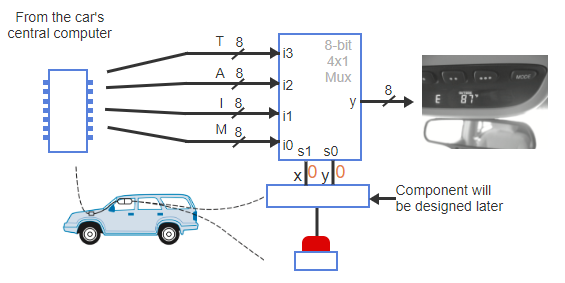 From the car's
central computer
T 8
A 8
I 8
M 8
i3
i2
i1
i0
8-bit
4x1
Mux
y
8
s1 s0
x 0 y 0
MODE
E 87°
Component will
be designed later